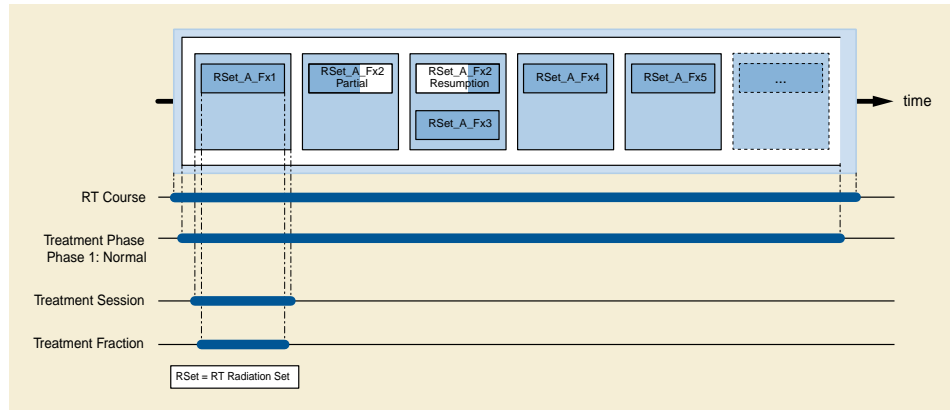 RSet_A_Fx1
RSet_A_Fx2
Partial
RSet_A_Fx2
Resumption
RSet_A_Fx4
RSet_A_Fx5
...
RSet_A_Fx3
time
RT Course
Treatment Phase
Phase 1: Normal
Treatment Session
Treatment Fraction
RSet = RT Radiation Set